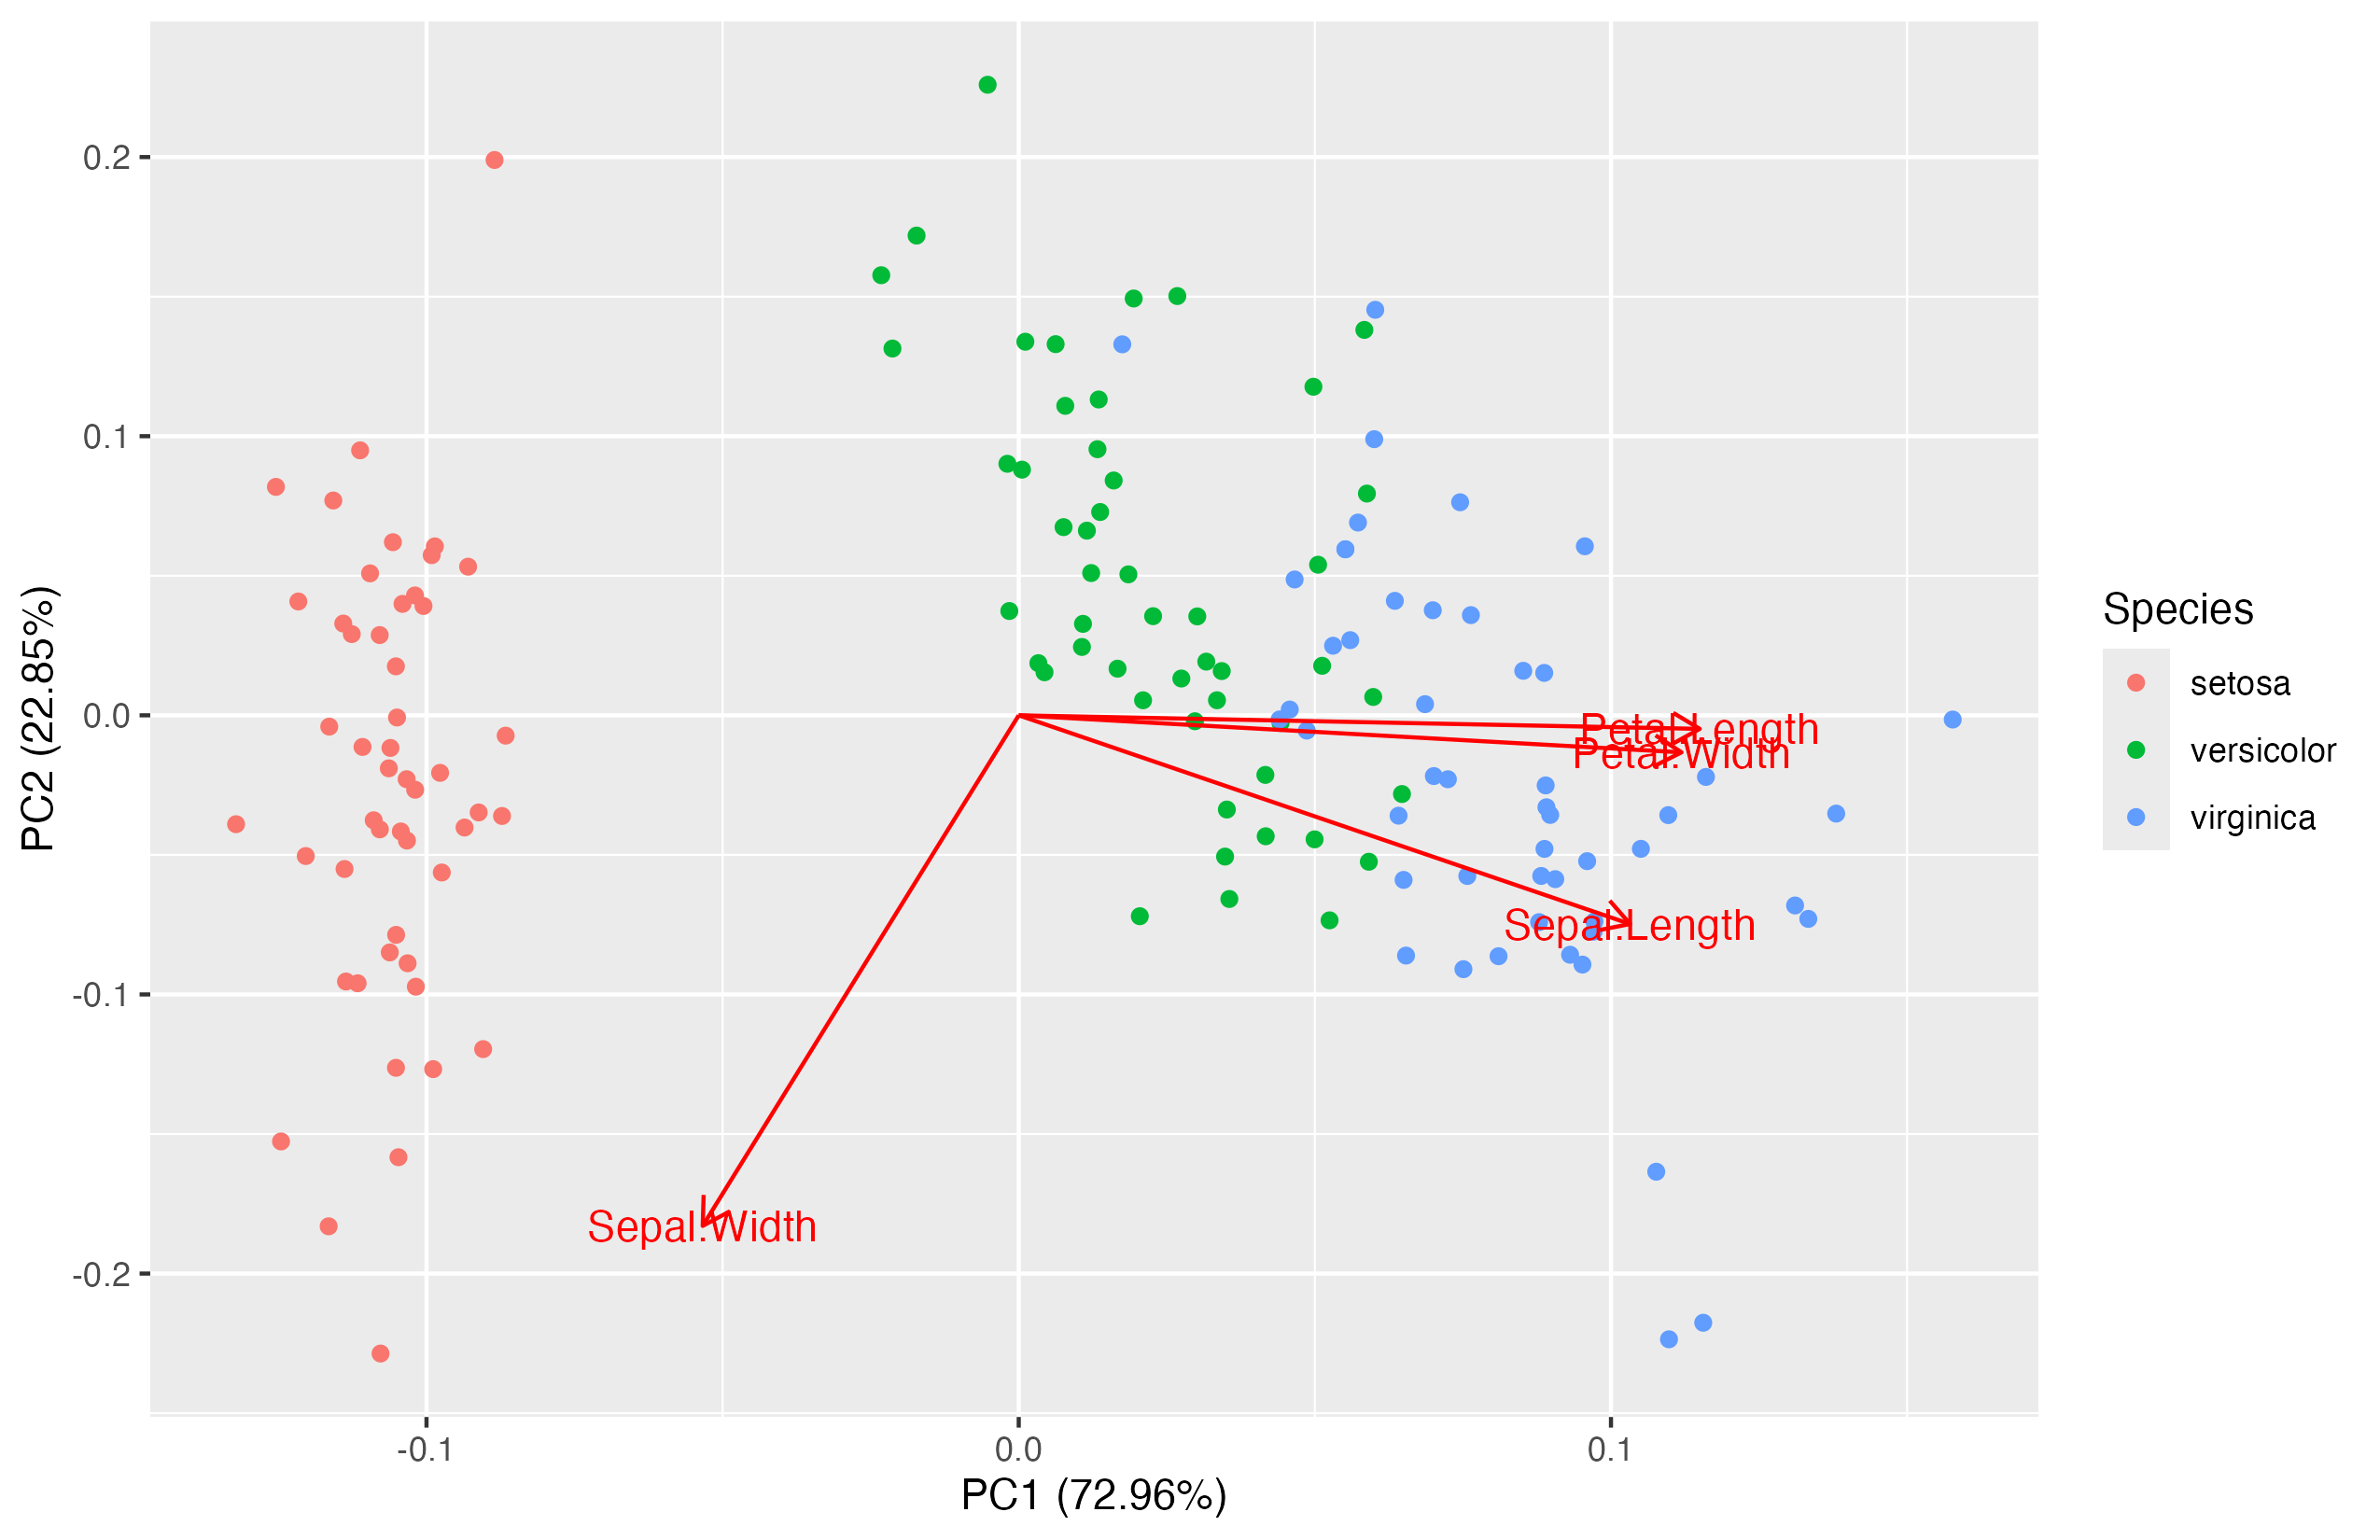 0.2
0.1
0.0
-0.1
-0.2
PC2 (22.85%)
Petal.Length
Petal.Width
Sepal.Length
Sepal.Width
-0.1
0.0
0.1
PC1 (72.96%)
Species
setosa
versicolor
virginica